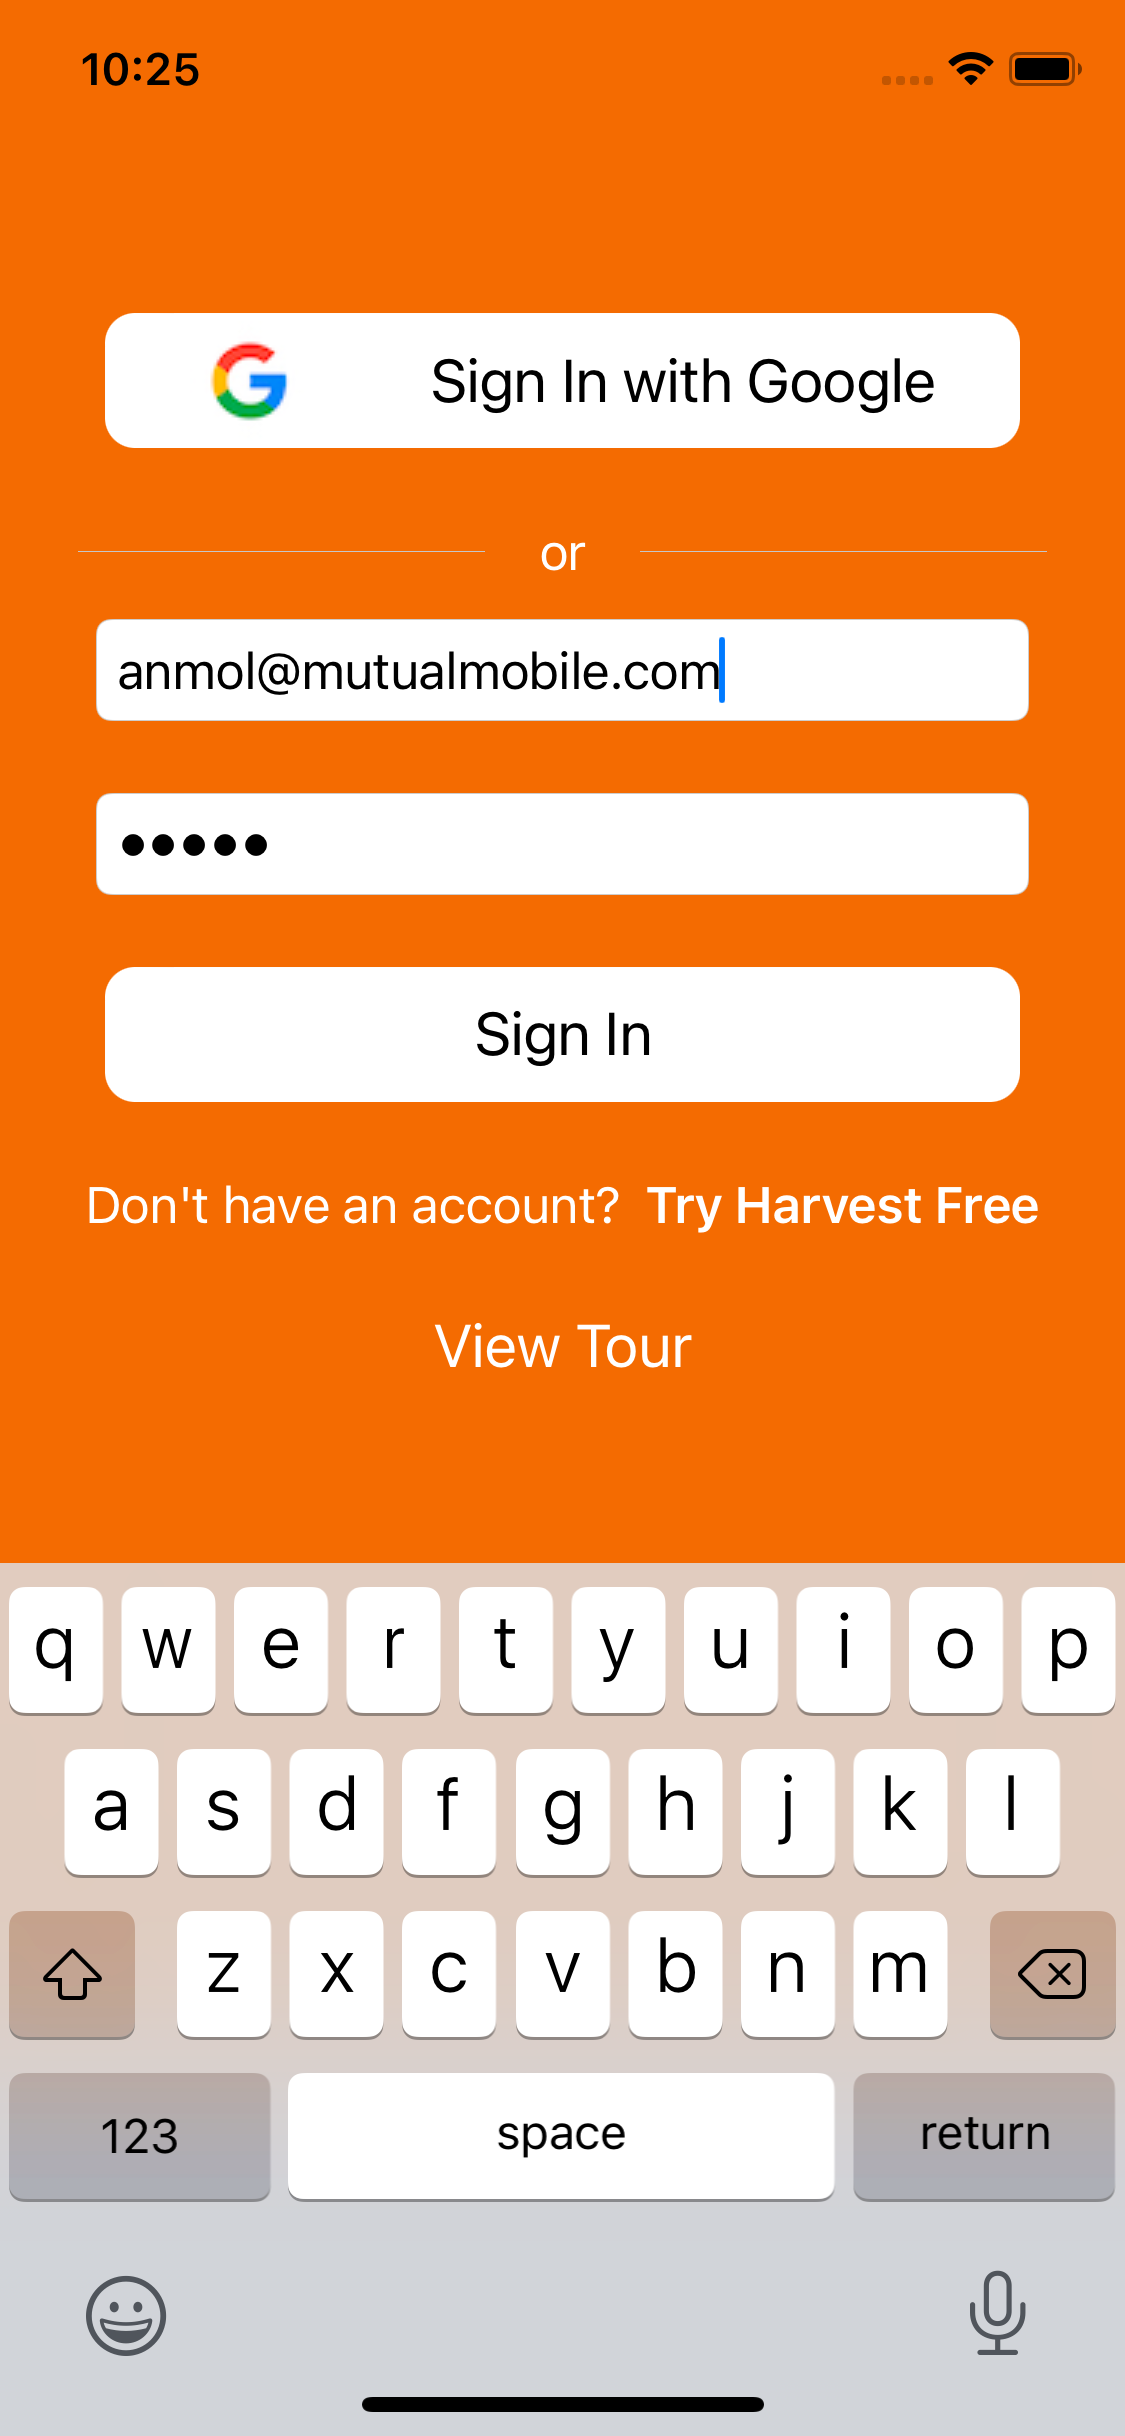 10:25
Sign In with Google
or
anmol@mutualmobile.com
•••••
Sign In
Don't have an account? Try Harvest Free
View Tour
q w e r t y u i o p
a s d f g h j k l
z x c v b n m
123 space return